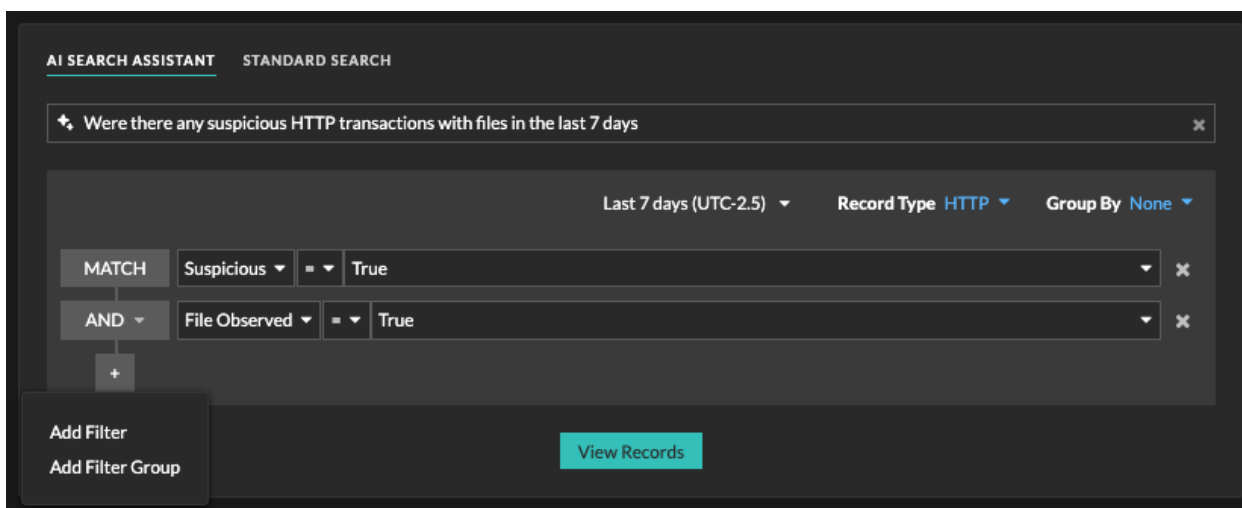 AI SEARCH ASSISTANT STANDARD SEARCH
Were there any suspicious HTTP transactions with files in the last 7 days
Last 7 days (UTC-2.5) Record Type HTTP Group By None
MATCH Suspicious = True
AND File Observed = True
+
Add Filter
Add Filter Group
View Records